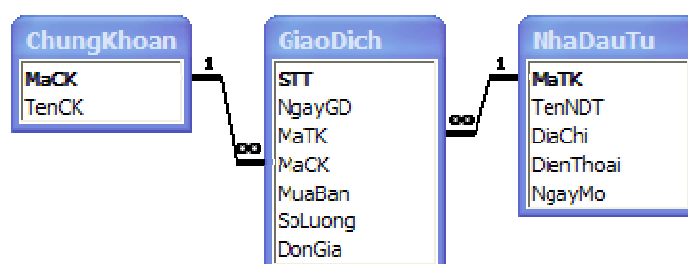 ChungKhoan
MaCK
TenCK
1
∞
GiaoDich
STT
NgayGD
MaTK
MaCK
MuaBan
SoLuong
DonGia
∞
1
NhaDauTu
MaTK
TenNDT
DiaChi
DienThoai
NgayMo